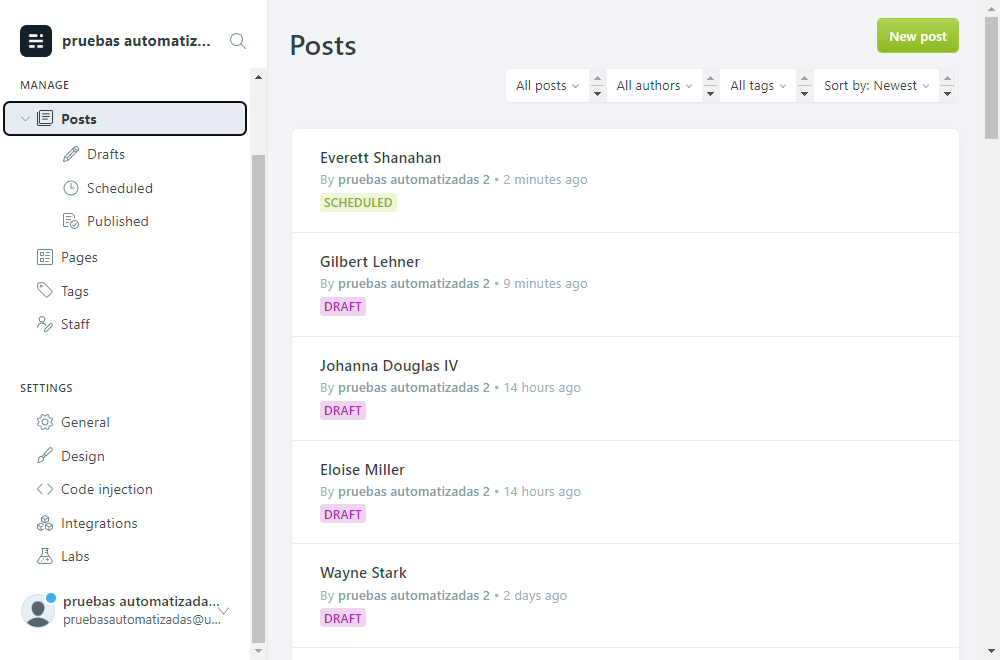 pruebas automatiz...
MANAGE
Posts
Drafts
Scheduled
Published
Pages
Tags
Staff
SETTINGS
General
Design
Code injection
Integrations
Labs
pruebas automatizada...
pruebasautomatizadas@u...
Posts
New post
All posts
All authors
All tags
Sort by: Newest
Everett Shanahan
By pruebas automatizadas 2 • 2 minutes ago
SCHEDULED
Gilbert Lehner
By pruebas automatizadas 2 • 9 minutes ago
DRAFT
Johanna Douglas IV
By pruebas automatizadas 2 • 14 hours ago
DRAFT
Eloise Miller
By pruebas automatizadas 2 • 14 hours ago
DRAFT
Wayne Stark
By pruebas automatizadas 2 • 2 days ago
DRAFT